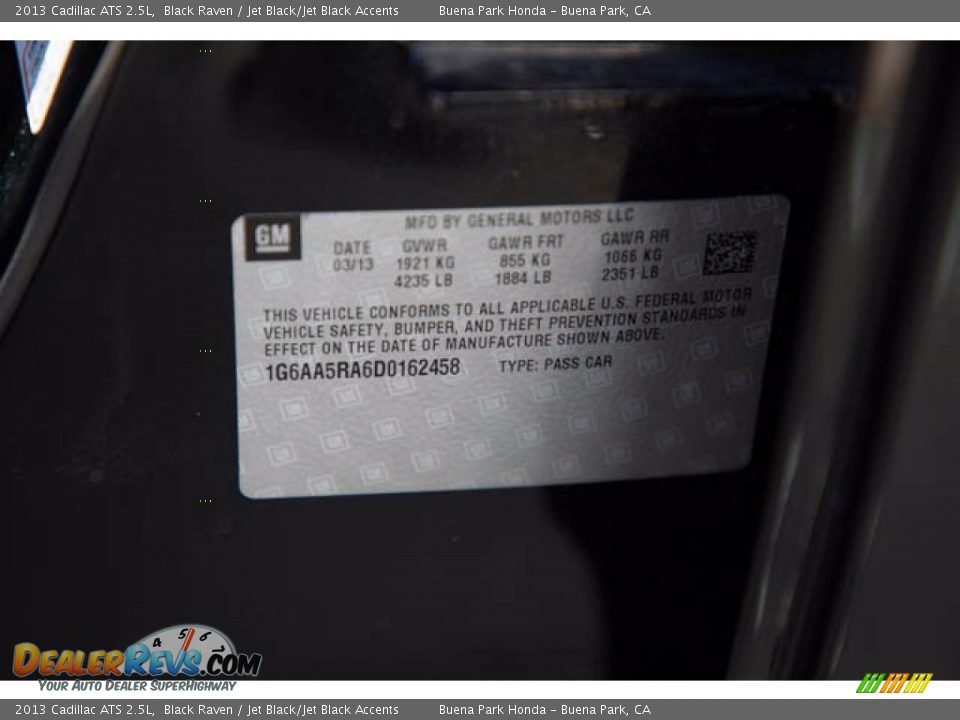 2013 Cadillac ATS 2.5L, Black Raven / Jet Black/Jet Black Accents Buena Park Honda – Buena Park, CA
GM
MFD BY GENERAL MOTORS LLC
DATE GVWR GAWR FRT GAWR RR
03/13 1921 KG 855 KG 1066 KG
4235 LB 1884 LB 2351 LB
THIS VEHICLE CONFORMS TO ALL APPLICABLE U.S. FEDERAL MOTOR
VEHICLE SAFETY, BUMPER, AND THEFT PREVENTION STANDARDS IN
EFFECT ON THE DATE OF MANUFACTURE SHOWN ABOVE.
1G6AA5RA6D0162458 TYPE: PASS CAR
4 5 6
DEALERREVS.COM
YOUR AUTO DEALER SUPERHIGHWAY
2013 Cadillac ATS 2.5L, Black Raven / Jet Black/Jet Black Accents Buena Park Honda – Buena Park, CA